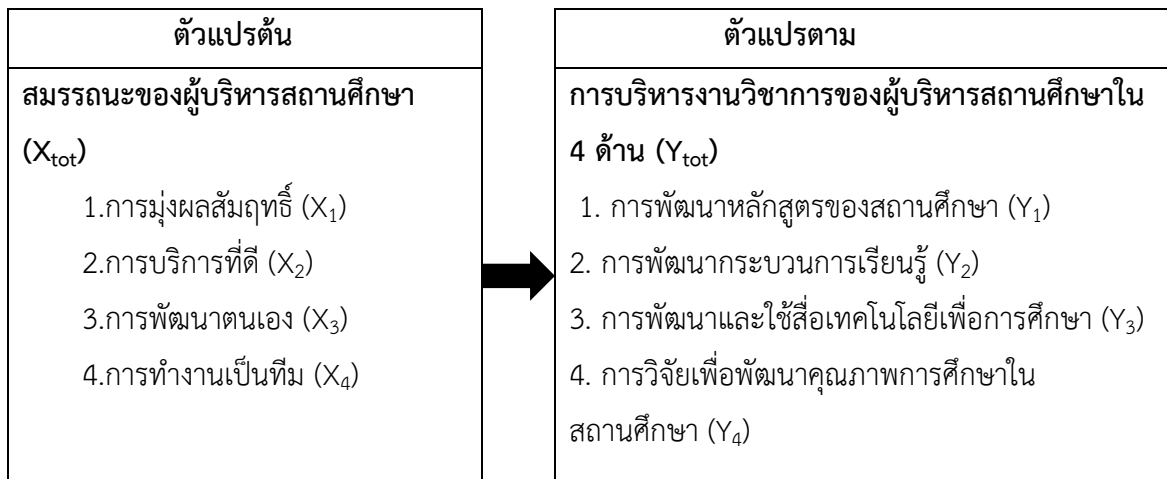 ตัวแปรต้น
สมรรถนะของผู้บริหารสถานศึกษา
(Xtot)
1.การมุ่งผลสัมฤทธิ์ (X1)
2.การบริการที่ดี (X2)
3.การพัฒนาตนเอง (X3)
4.การทำงานเป็นทีม (X4)
ตัวแปรตาม
การบริหารงานวิชาการของผู้บริหารสถานศึกษาใน
4 ด้าน (Ytot)
1. การพัฒนาหลักสูตรของสถานศึกษา (Y1)
2. การพัฒนากระบวนการเรียนรู้ (Y2)
3. การพัฒนาและใช้สื่อเทคโนโลยีเพื่อการศึกษา (Y3)
4. การวิจัยเพื่อพัฒนาคุณภาพการศึกษาใน
สถานศึกษา (Y4)